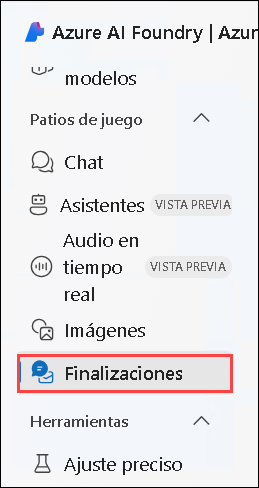 Azure AI Foundry | Azur
modelos
Patios de juego
Chat
Asistentes VISTA PREVIA
Audio en
tiempo VISTA PREVIA
real
Imágenes
Finalizaciones
Herramientas
Ajuste preciso